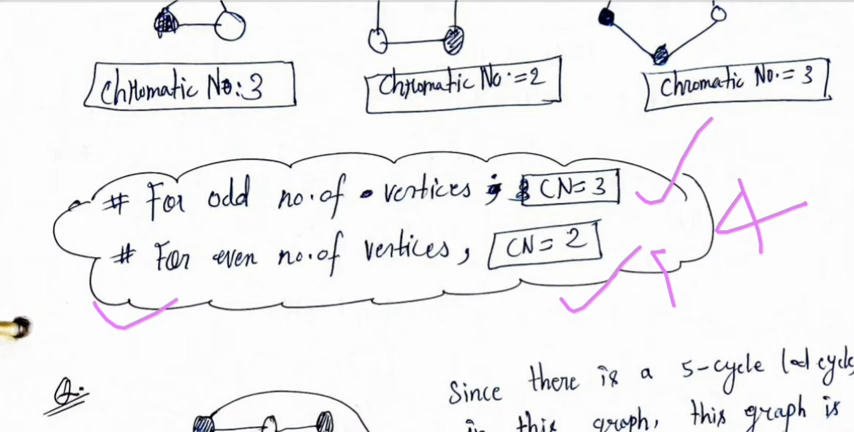 Chromatic No:3
Chromatic No.=2
Chromatic No.= 3
# For odd no.of vertices ; CN=3
# For even no.of vertices, CN=2
4
Q.
Since there is a 5-cycle (odd cycle
in this graph, this graph is